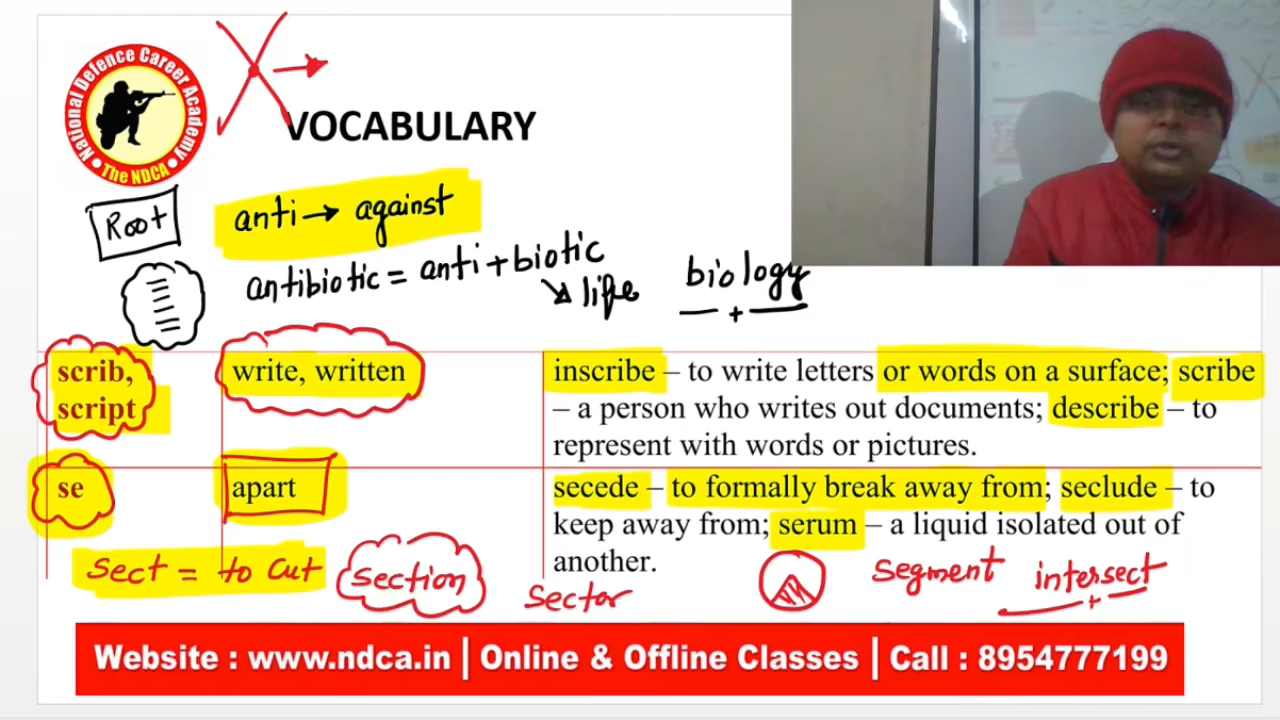 National Defence Career Academy
• The NDCA •
VOCABULARY
Root
anti → against
antibiotic = anti + biotic
life
biology
+
scrib,
script
write, written
inscribe – to write letters or words on a surface; scribe
– a person who writes out documents; describe – to
represent with words or pictures.
se
apart
secede – to formally break away from; seclude – to
keep away from; serum – a liquid isolated out of
another.
Sect = to cut
section
Sector
Segment
intersect
+
Website : www.ndca.in | Online & Offline Classes | Call : 8954777199